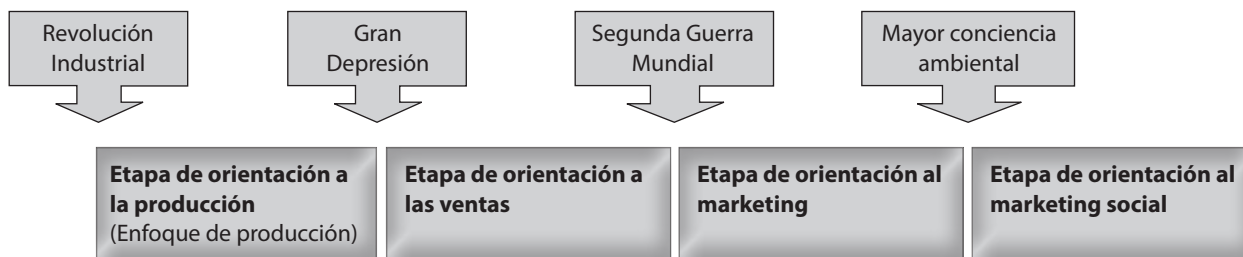 Revolución
Industrial
Gran
Depresión
Segunda Guerra
Mundial
Mayor conciencia
ambiental
Etapa de orientación a
la producción
(Enfoque de producción)
Etapa de orientación a
las ventas
Etapa de orientación al
marketing
Etapa de orientación al
marketing social